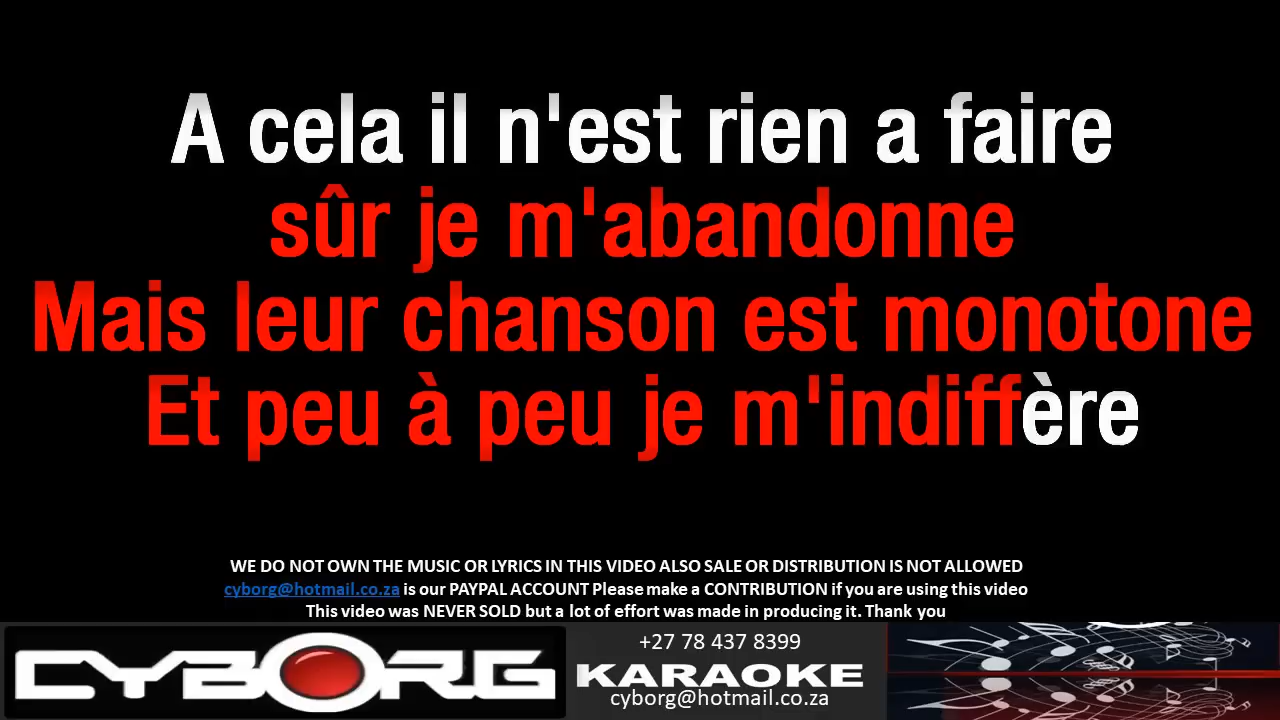 A cela il n'est rien a faire
sûr je m'abandonne
Mais leur chanson est monotone
Et peu à peu je m'indiffère
WE DO NOT OWN THE MUSIC OR LYRICS IN THIS VIDEO ALSO SALE OR DISTRIBUTION IS NOT ALLOWED
cyborg@hotmail.co.za is our PAYPAL ACCOUNT Please make a CONTRIBUTION if you are using this video
This video was NEVER SOLD but a lot of effort was made in producing it. Thank you
CYBORG
+27 78 437 8399
KARAOKE
cyborg@hotmail.co.za